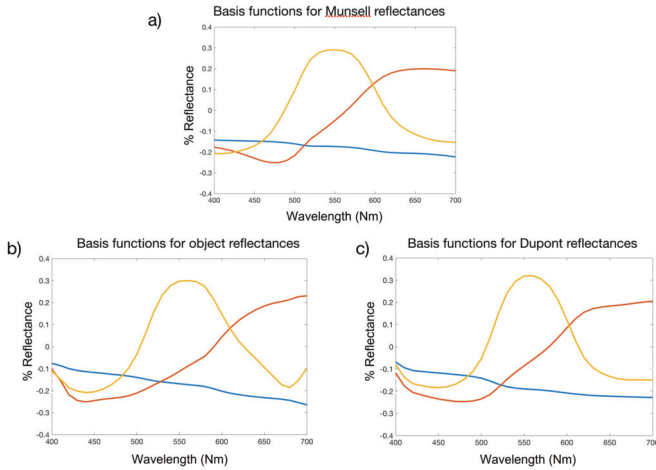 a)
Basis functions for Munsell reflectances
% Reflectance
0.4
0.3
0.2
0.1
0
-0.1
-0.2
-0.3
-0.4
400 450 500 550 600 650 700
Wavelength (Nm)
b)
Basis functions for object reflectances
% Reflectance
0.4
0.3
0.2
0.1
0
-0.1
-0.2
-0.3
-0.4
400 450 500 550 600 650 700
Wavelength (Nm)
c)
Basis functions for Dupont reflectances
% Reflectance
0.4
0.3
0.2
0.1
0
-0.1
-0.2
-0.3
-0.4
400 450 500 550 600 650 700
Wavelength (Nm)